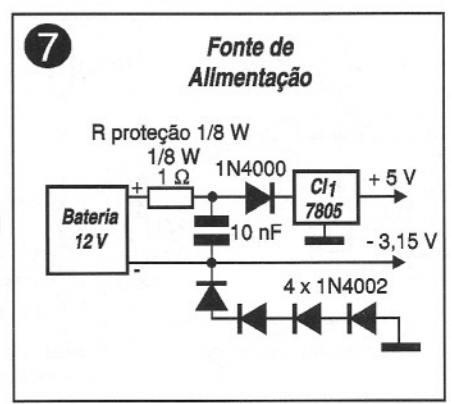 7
Fonte de
Alimentação
R proteção 1/8 W
1/8 W
1 Ω
1N4000
+ 5 V
CI1
7805
+
Bateria
12 V
10 nF
- 3,15 V
-
4 x 1N4002